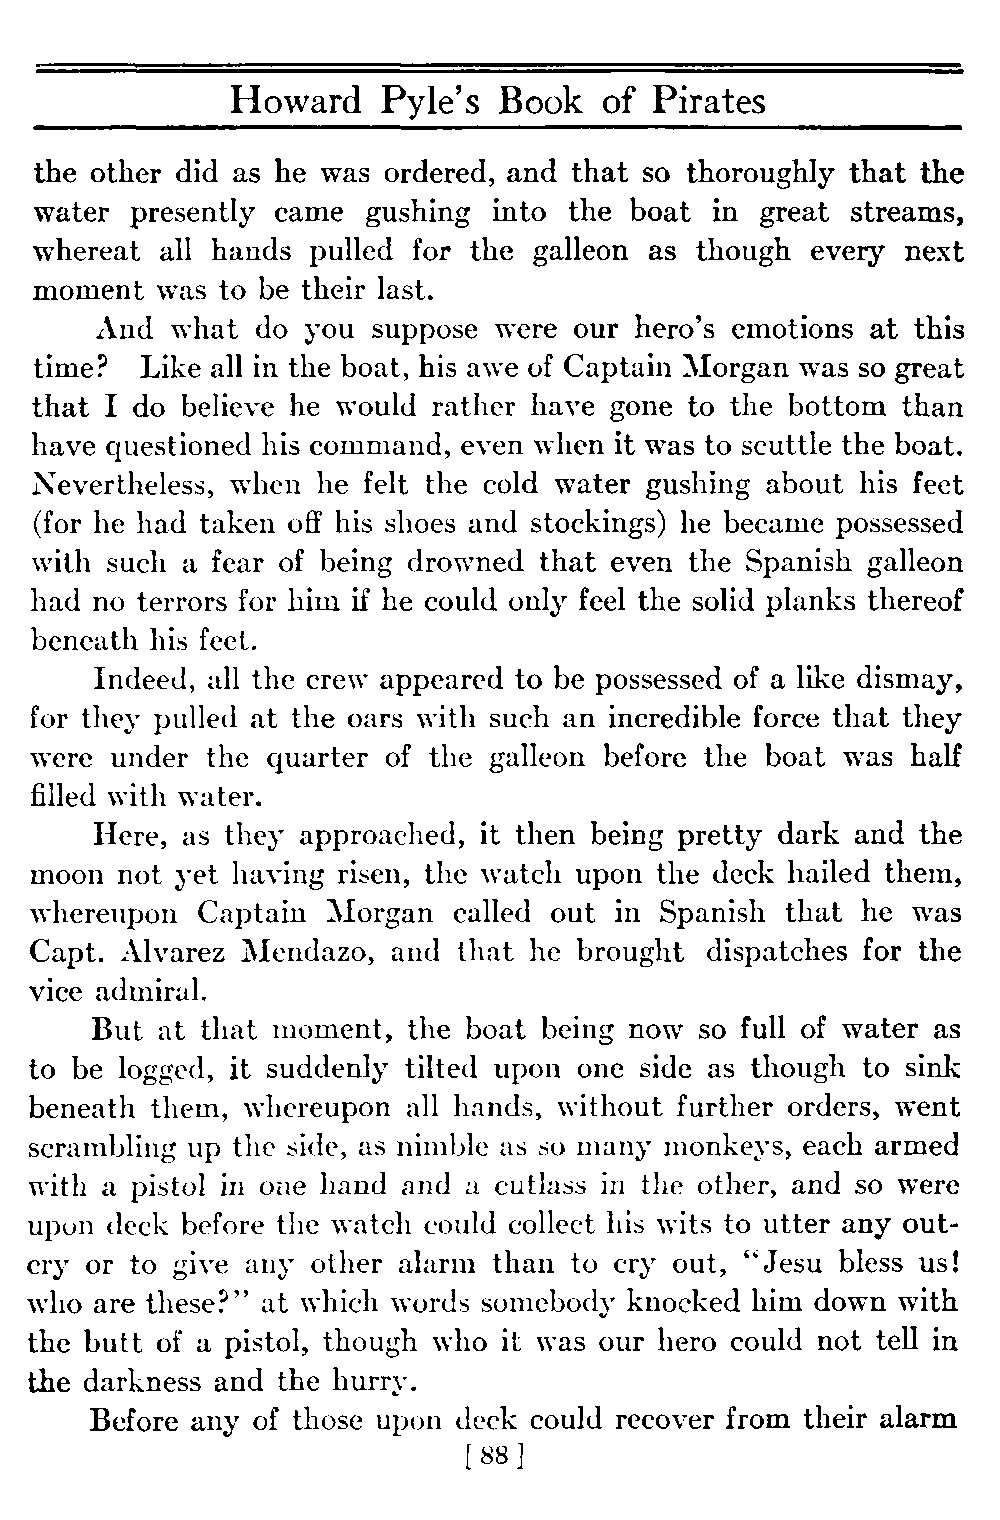 Howard Pyle's Book of Pirates
the other did as he was ordered, and that so thoroughly that the
water presently came gushing into the boat in great streams,
whereat all hands pulled for the galleon as though every next
moment was to be their last.
And what do you suppose were our hero's emotions at this
time? Like all in the boat, his awe of Captain Morgan was so great
that I do believe he would rather have gone to the bottom than
have questioned his command, even when it was to scuttle the boat.
Nevertheless, when he felt the cold water gushing about his feet
(for he had taken off his shoes and stockings) he became possessed
with such a fear of being drowned that even the Spanish galleon
had no terrors for him if he could only feel the solid planks thereof
beneath his feet.
Indeed, all the crew appeared to be possessed of a like dismay,
for they pulled at the oars with such an incredible force that they
were under the quarter of the galleon before the boat was half
filled with water.
Here, as they approached, it then being pretty dark and the
moon not yet having risen, the watch upon the deck hailed them,
whereupon Captain Morgan called out in Spanish that he was
Capt. Alvarez Mendazo, and that he brought dispatches for the
vice admiral.
But at that moment, the boat being now so full of water as
to be logged, it suddenly tilted upon one side as though to sink
beneath them, whereupon all hands, without further orders, went
scrambling up the side, as nimble as so many monkeys, each armed
with a pistol in one hand and a cutlass in the other, and so were
upon deck before the watch could collect his wits to utter any out-
cry or to give any other alarm than to cry out, "Jesu bless us!
who are these?" at which words somebody knocked him down with
the butt of a pistol, though who it was our hero could not tell in
the darkness and the hurry.
Before any of those upon deck could recover from their alarm
[ 88 ]